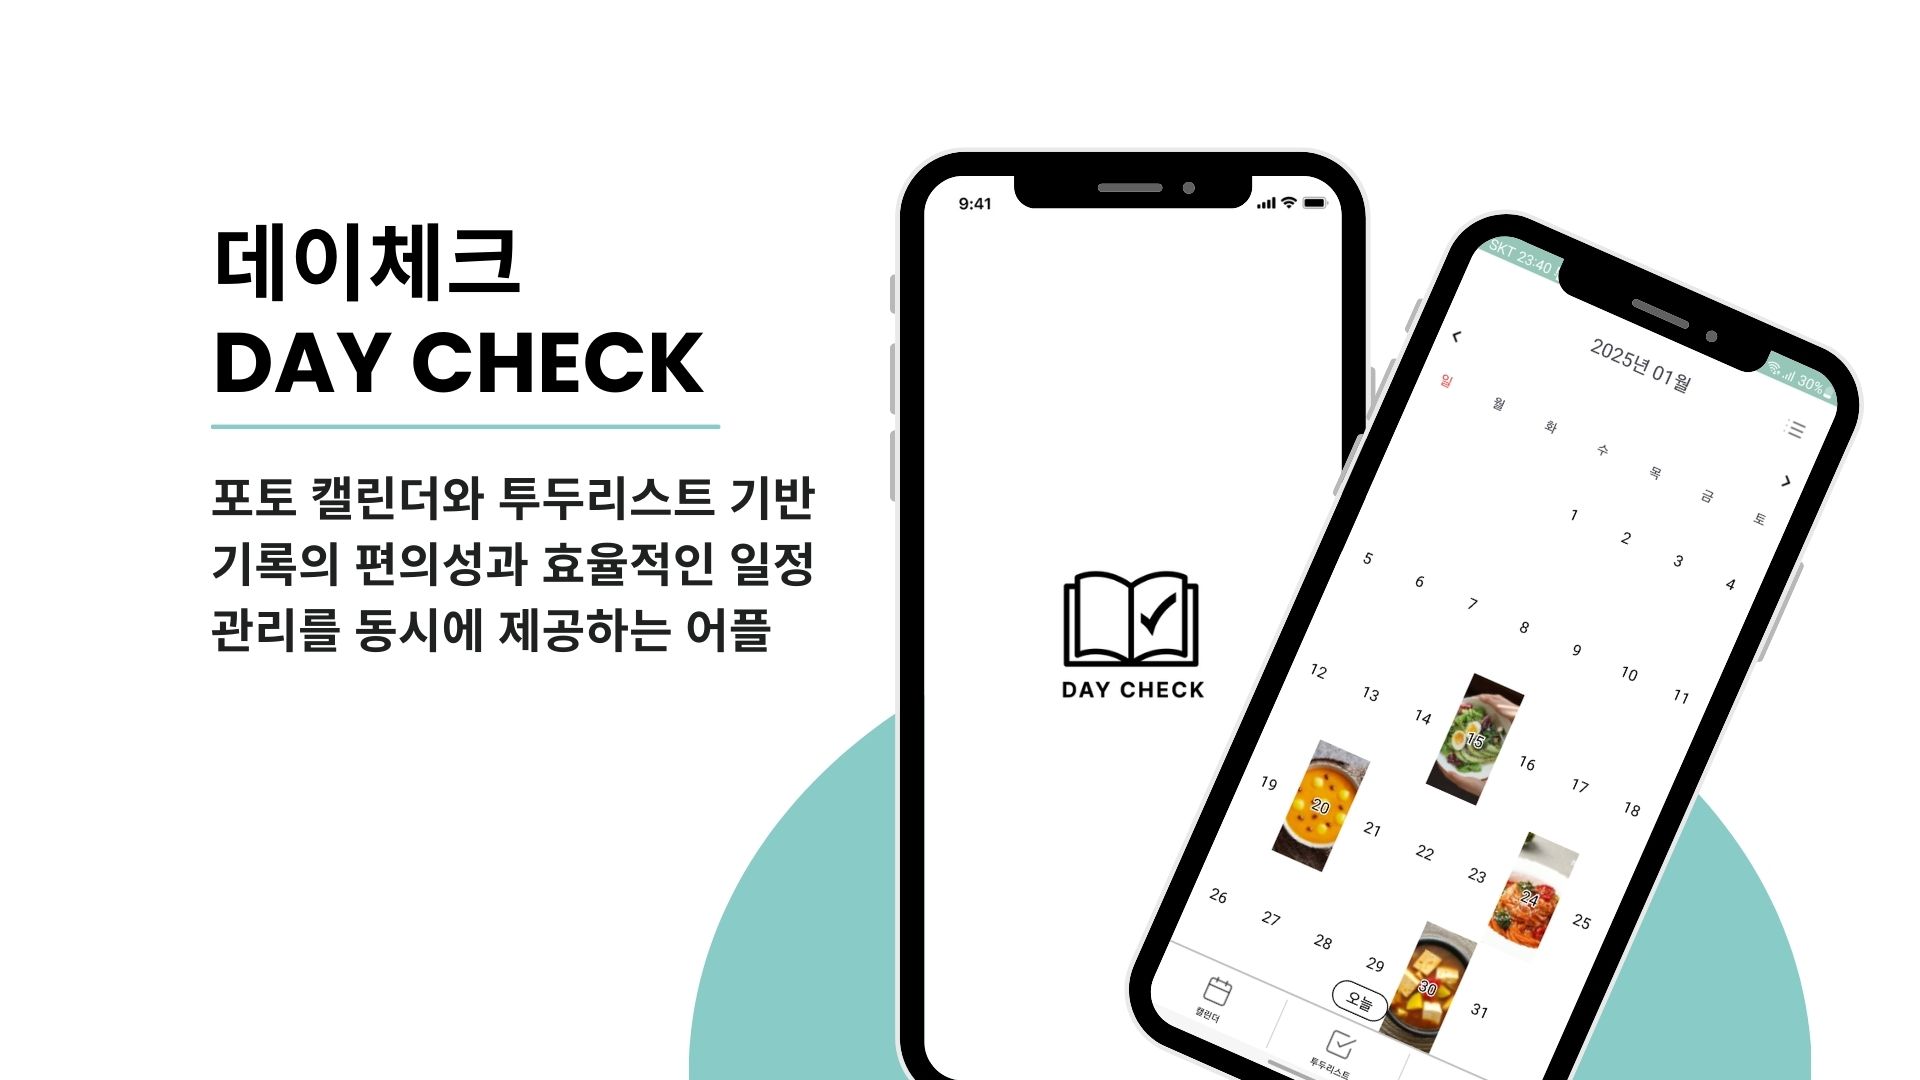 데이체크
DAY CHECK
포토 캘린더와 투두리스트 기반
기록의 편의성과 효율적인 일정
관리를 동시에 제공하는 어플
9:41
DAY CHECK
SKT 23:40
30%
2025년 01월
일 월 화 수 목 금 토
1 2 3 4
5 6 7 8 9 10 11
12 13 14 15 16 17 18
19 20 21 22 23 24 25
26 27 28 29 30 31
오늘
캘린더
투두리스트